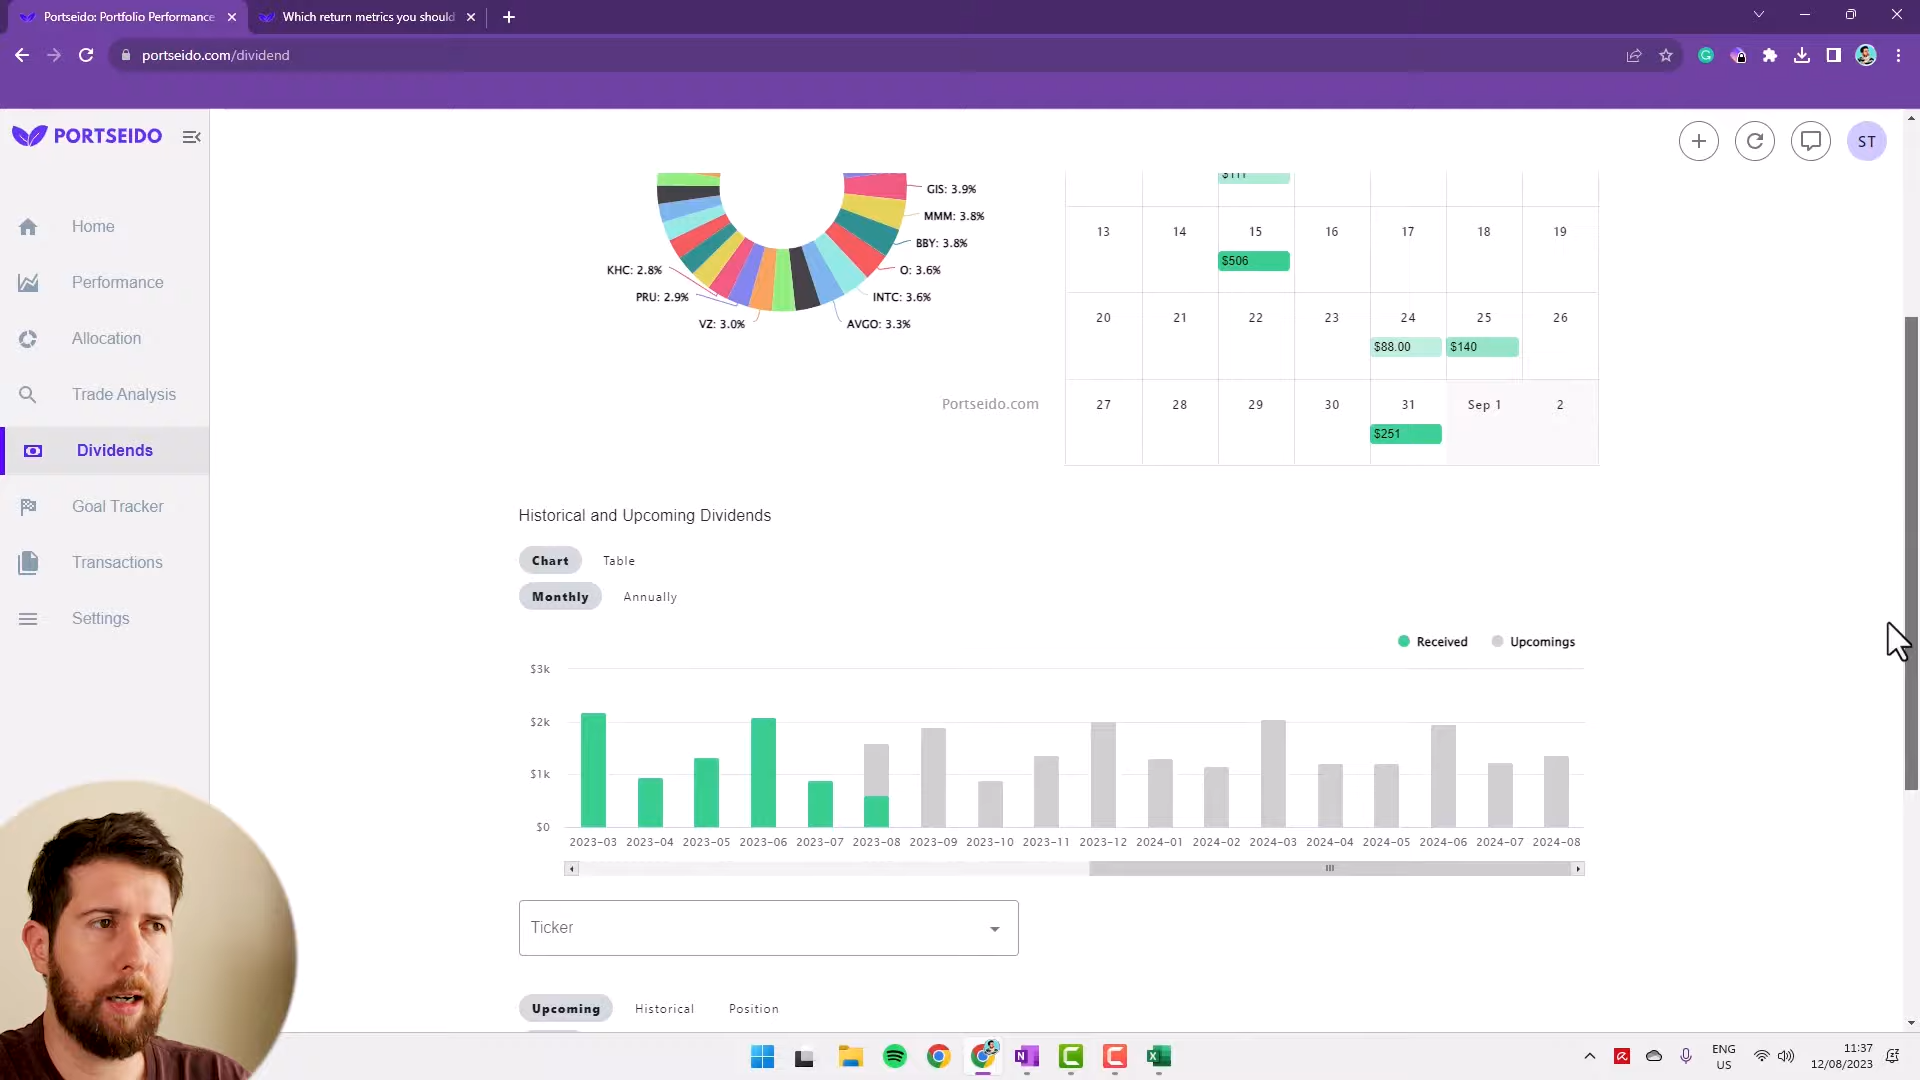 Portseido: Portfolio Performance
Which return metrics you should
portseido.com/dividend
PORTSEIDO
ST
Home
Performance
Allocation
Trade Analysis
Dividends
Goal Tracker
Transactions
Settings
GIS: 3.9%
MMM: 3.8%
BBY: 3.8%
O: 3.6%
INTC: 3.6%
AVGO: 3.3%
KHC: 2.8%
PRU: 2.9%
VZ: 3.0%
Portseido.com
$111
13 14 15 16 17 18 19
$506
20 21 22 23 24 25 26
$88.00 $140
27 28 29 30 31 Sep 1 2
$251
Historical and Upcoming Dividends
Chart Table
Monthly Annually
Received Upcomings
$3k
$2k
$1k
$0
2023-03 2023-04 2023-05 2023-06 2023-07 2023-08 2023-09 2023-10 2023-11 2023-12 2024-01 2024-02 2024-03 2024-04 2024-05 2024-06 2024-07 2024-08
Ticker
Upcoming Historical Position
ENG
US
11:37
12/08/2023